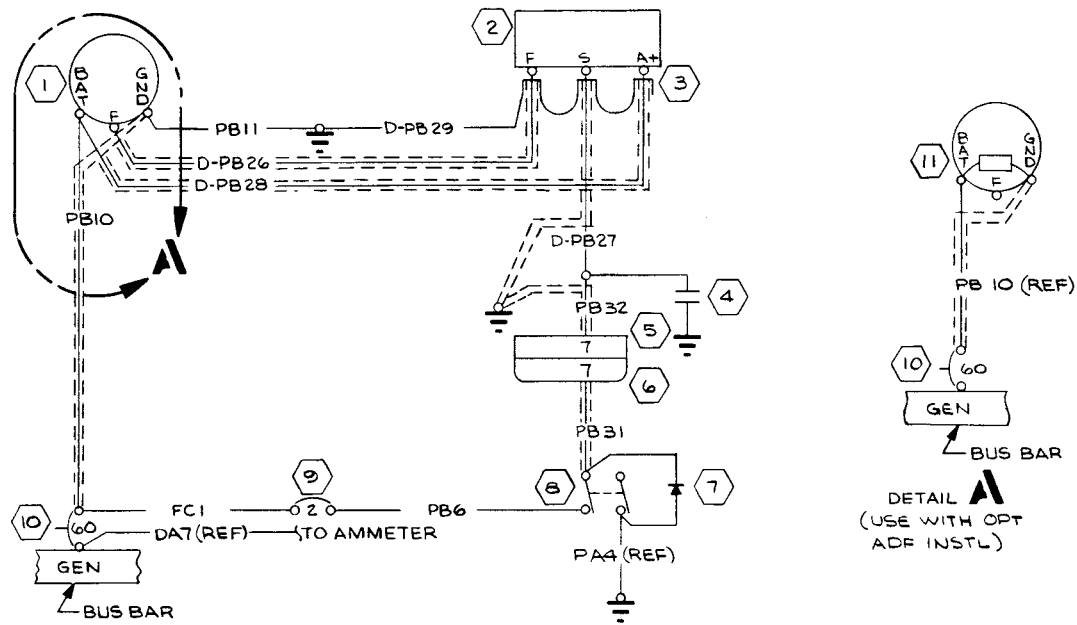 2
F S A+
3
1
BAT
GND
F
PB11
D-PB29
D-PB26
D-PB28
PB10
A
D-PB27
PB32
4
5
7
7
6
PB31
8
7
9
FC1
2
PB6
10
60
DA7 (REF)
TO AMMETER
PA4 (REF)
GEN
BUS BAR
11
BAT
GND
F
PB 10 (REF)
10
60
GEN
BUS BAR
DETAIL A
(USE WITH OPT
ADF INSTL)